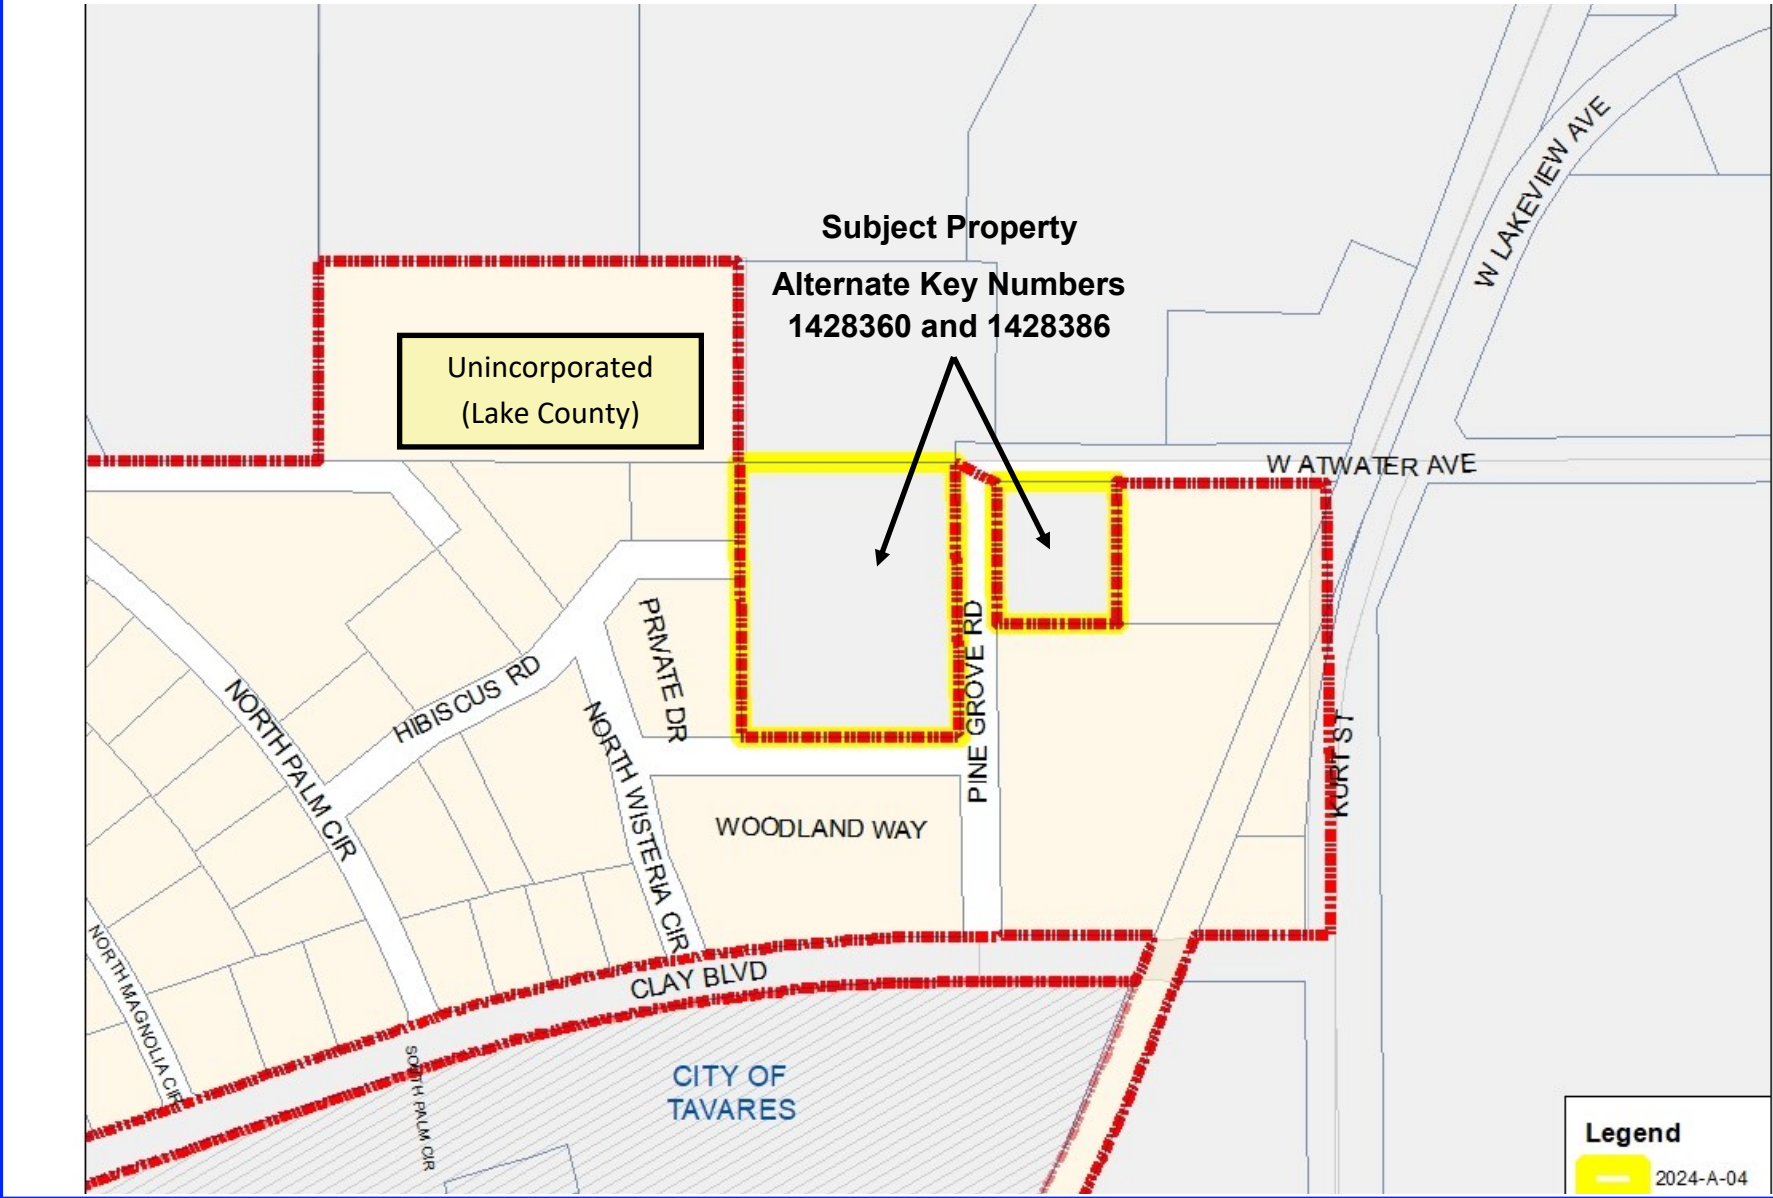 W LAKEVIEW AVE
Subject Property
Alternate Key Numbers
1428360 and 1428386
Unincorporated
(Lake County)
W ATWATER AVE
PRIVATE DR
PINE GROVE RD
HIBISCUS RD
NORTH PALM CIR
NORTH WISTERIA CIR
KURT ST
WOODLAND WAY
NORTH MAGNOLIA CIR
CLAY BLVD
SOUTH PALM CIR
CITY OF
TAVARES
Legend
2024-A-04